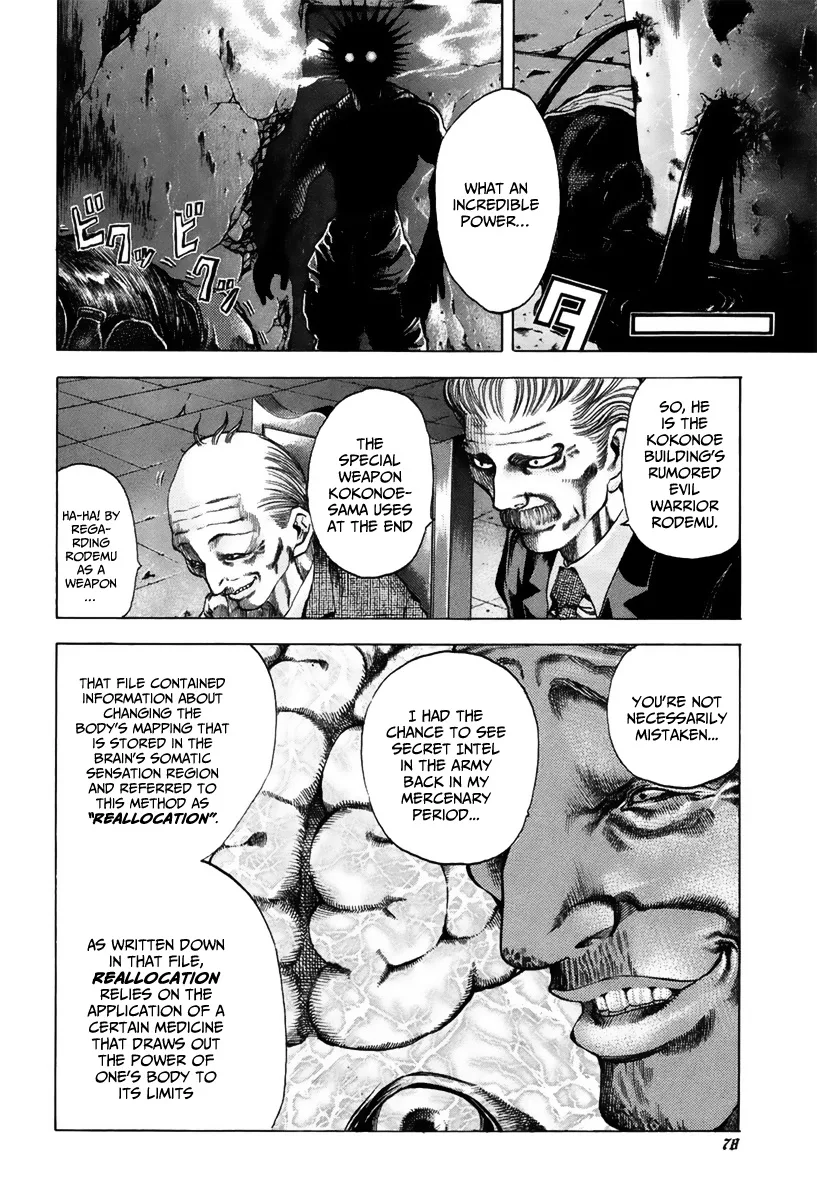 WHAT AN
INCREDIBLE
POWER...
タ
ビクッ
ビクッ
SO, HE
IS THE
KOKONOE
BUILDING'S
RUMORED
EVIL
WARRIOR
RODEMU.
THE
SPECIAL
WEAPON
KOKONOE-
SAMA USES
AT THE END
HA-HA! BY
REGA-
RDING
RODEMU
AS A
WEAPON
...
YOU'RE NOT
NECESSARILY
MISTAKEN...
I HAD THE
CHANCE TO SEE
SECRET INTEL
IN THE ARMY
BACK IN MY
MERCENARY
PERIOD...
THAT FILE CONTAINED
INFORMATION ABOUT
CHANGING THE
BODY'S MAPPING THAT
IS STORED IN THE
BRAIN'S SOMATIC
SENSATION REGION
AND REFERRED TO
THIS METHOD AS
"REALLOCATION".
AS WRITTEN DOWN
IN THAT FILE,
REALLOCATION
RELIES ON THE
APPLICATION OF A
CERTAIN MEDICINE
THAT DRAWS OUT
THE POWER OF
ONE'S BODY TO
ITS LIMITS
78